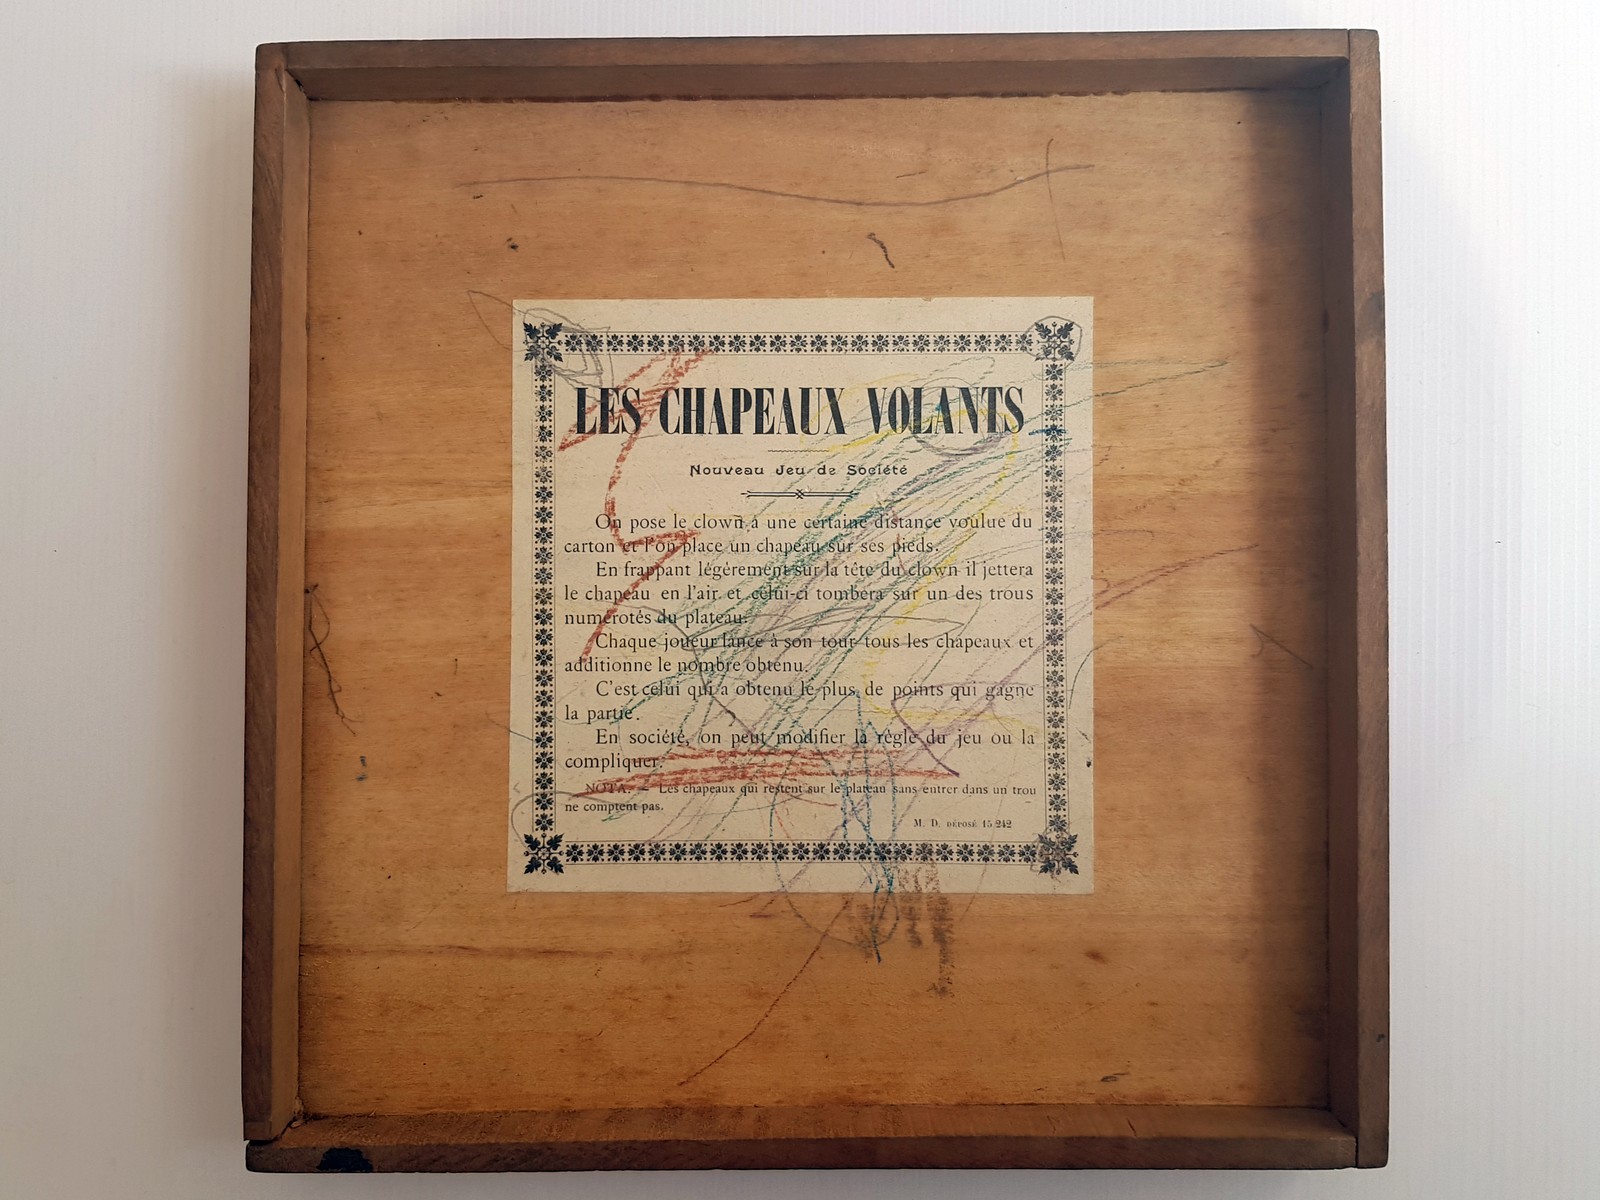 LES CHAPEAUX VOLANTS
Nouveau Jeu de Société
On pose le clown à une certaine distance voulue du
carton et l'on place un chapeau sur ses pieds.
En frappant légérement sur la tête du clown il jettera
le chapeau en l'air et celui-ci tombera sur un des trous
numérotés du plateau.
Chaque joueur lance à son tour tous les chapeaux et
additionne le nombre obtenu.
C'est celui qui a obtenu le plus de points qui gagne
la partie.
En société, on peut modifier la règle du jeu ou la
compliquer.
NOTA. — Les chapeaux qui restent sur le plateau sans entrer dans un trou
ne comptent pas.
M. D. DÉPOSÉ 15 242